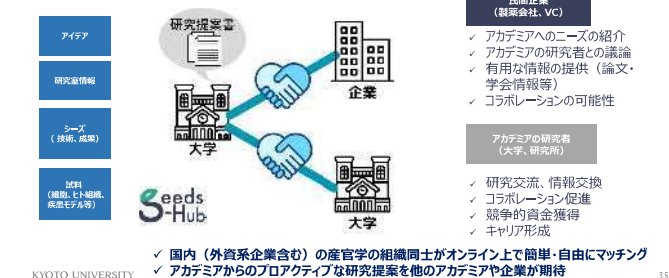 アイデア
研究室情報
シーズ
（技術、成果）
試料
（細胞、ヒト組織、
疾患モデル等）
研究提案書
大学
企業
大学
Seeds
-Hub
民間企業
（製薬会社、VC）
✓ アカデミアへのニーズの紹介
✓ アカデミアの研究者との議論
✓ 有用な情報の提供（論文・
学会情報等）
✓ コラボレーションの可能性
アカデミアの研究者
（大学、研究所）
✓ 研究交流、情報交換
✓ コラボレーション促進
✓ 競争的資金獲得
✓ キャリア形成
✓ 国内（外資系企業含む）の産官学の組織同士がオンライン上で簡単・自由にマッチング
✓ アカデミアからのプロアクティブな研究提案を他のアカデミアや企業が期待
KYOTO UNIVERSITY
35